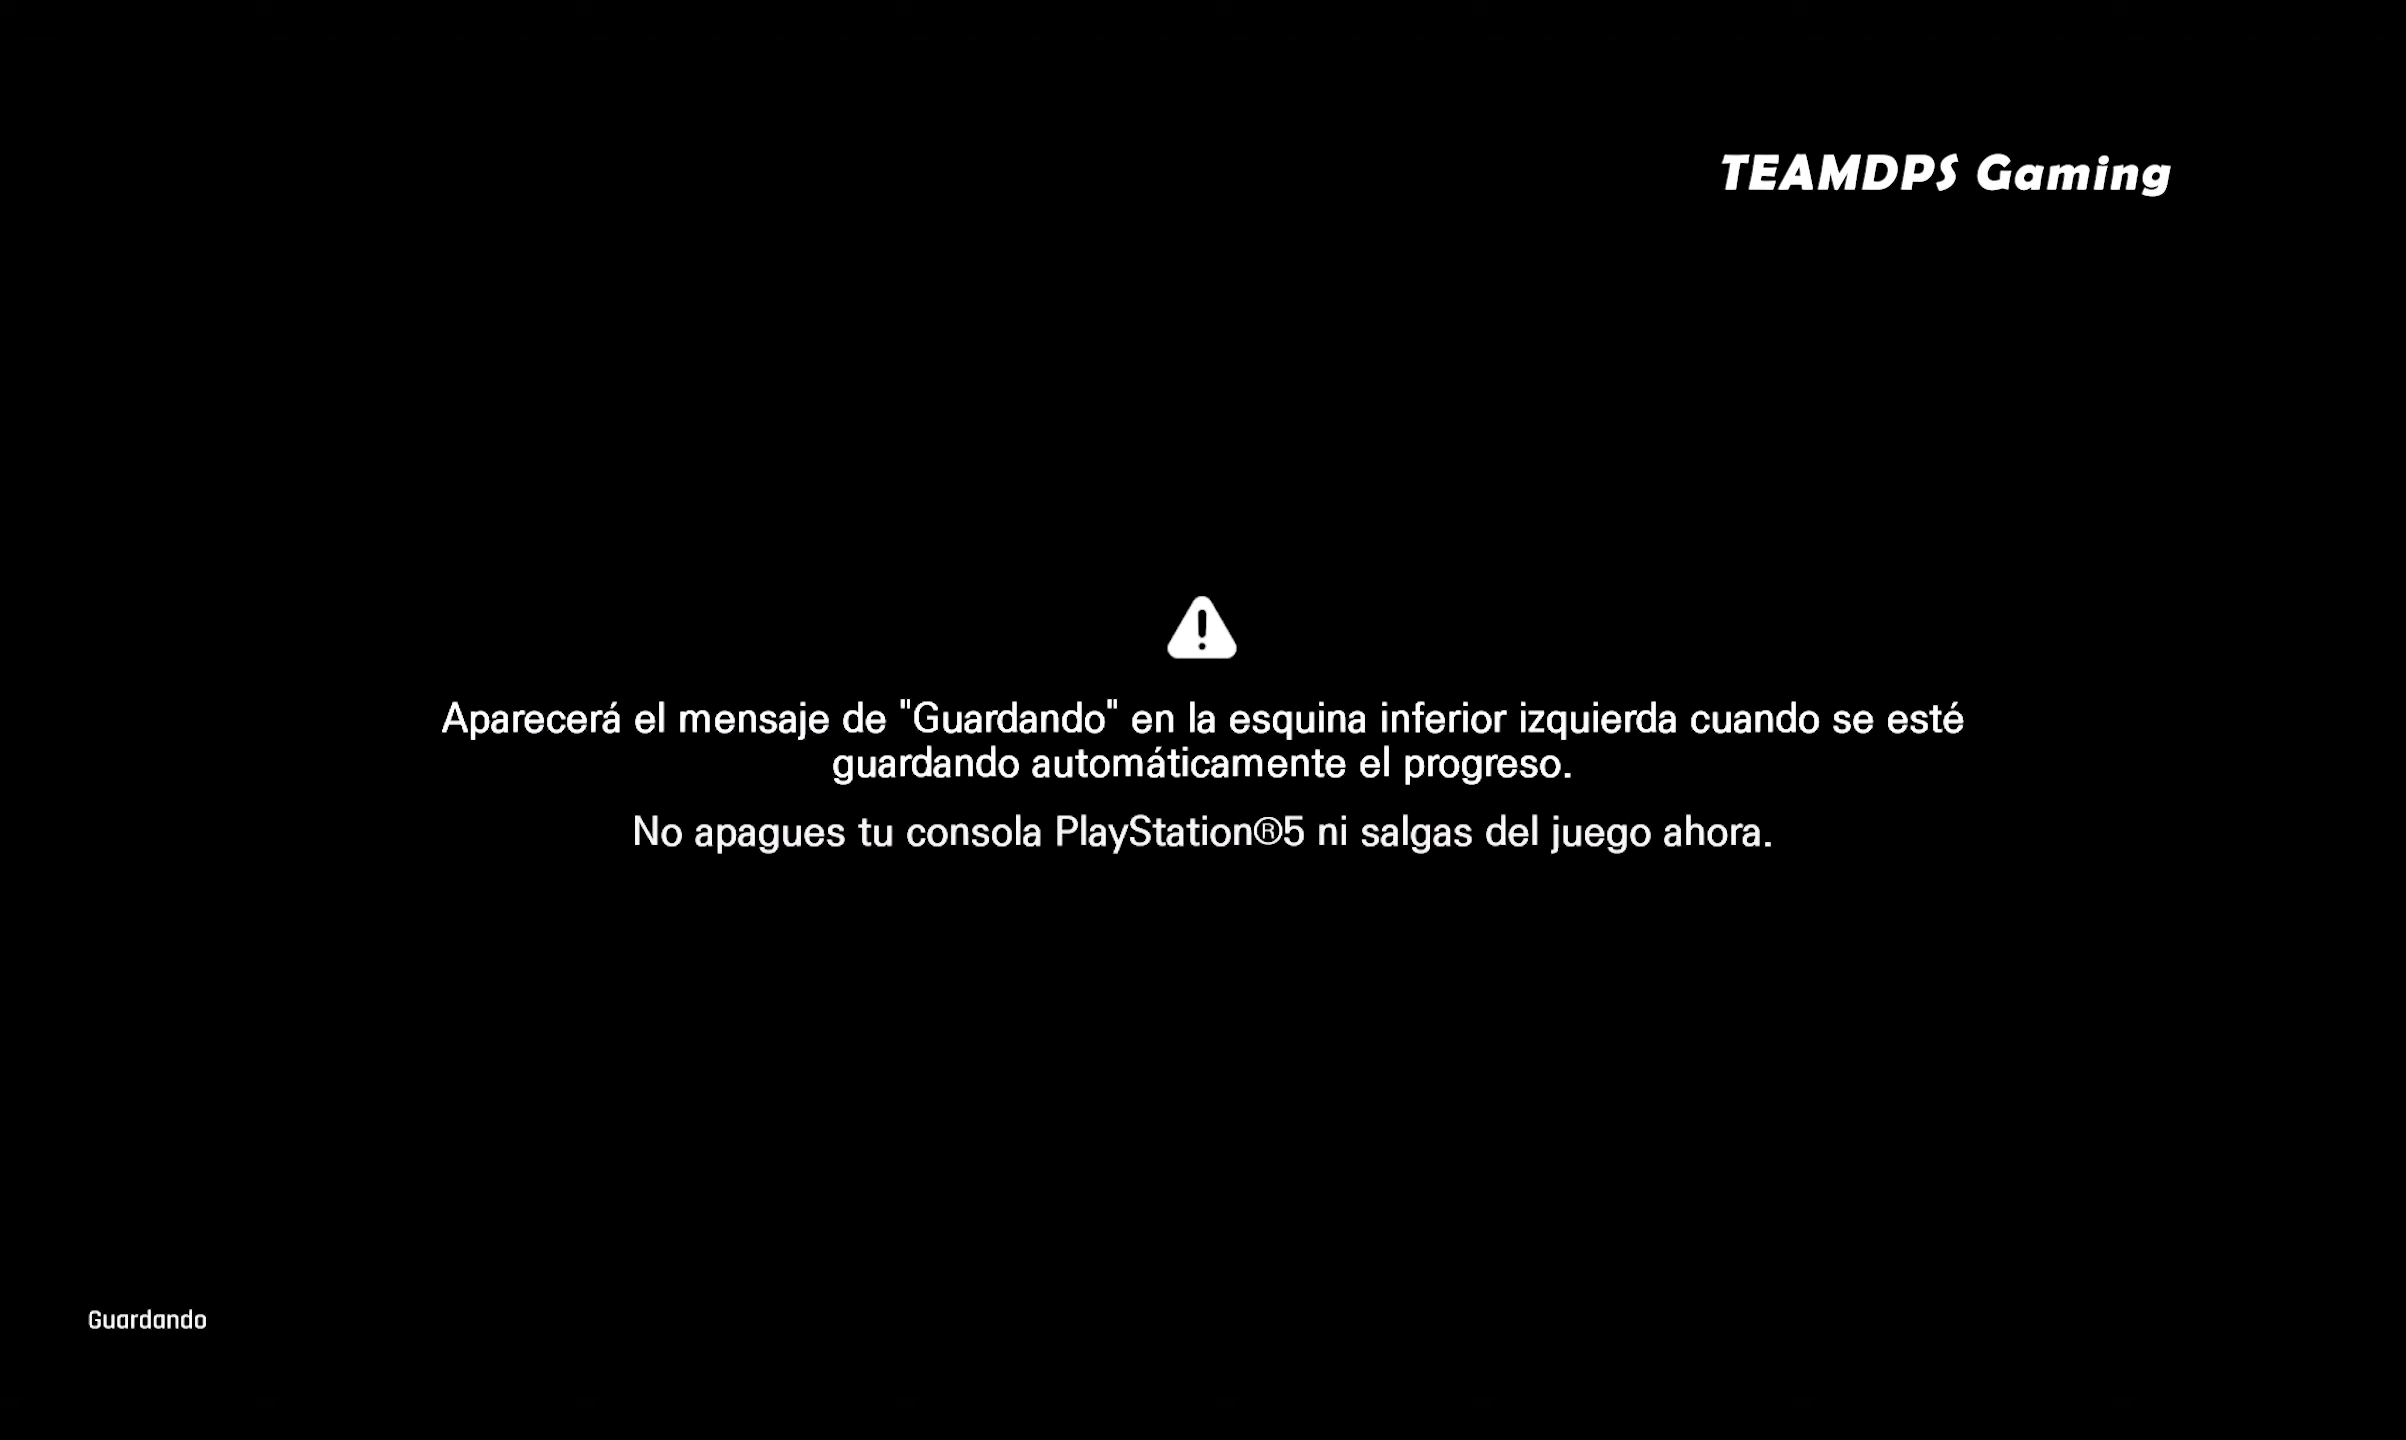 TEAMDPS Gaming
Aparecerá el mensaje de "Guardando" en la esquina inferior izquierda cuando se esté
guardando automáticamente el progreso.
No apagues tu consola PlayStation®5 ni salgas del juego ahora.
Guardando